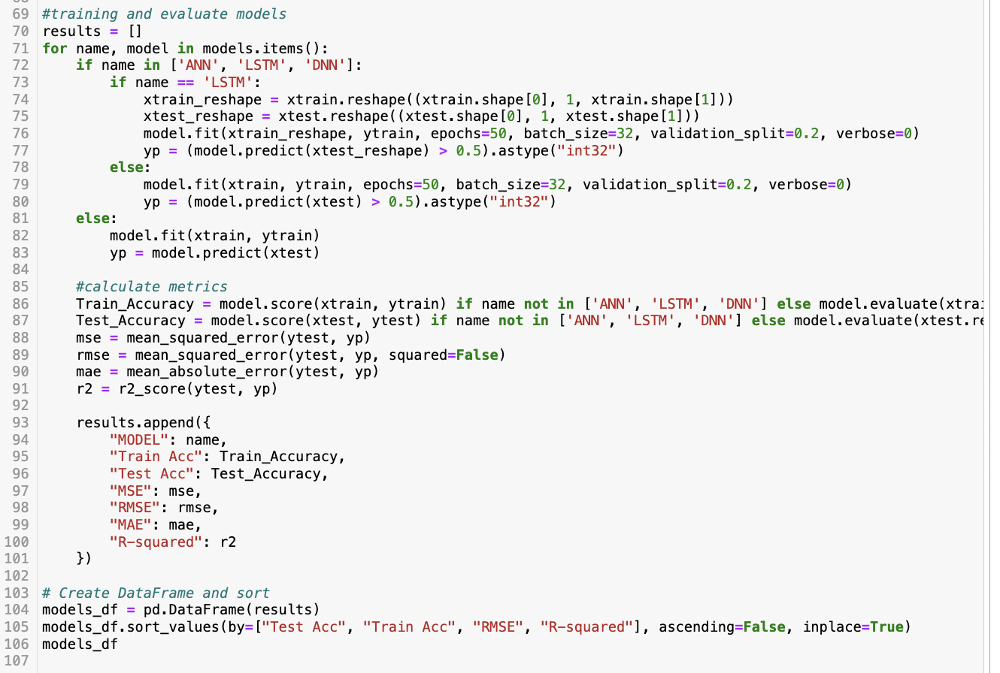 69 #training and evaluate models
70 results = []
71 for name, model in models.items():
72     if name in ['ANN', 'LSTM', 'DNN']:
73         if name == 'LSTM':
74             xtrain_reshape = xtrain.reshape((xtrain.shape[0], 1, xtrain.shape[1]))
75             xtest_reshape = xtest.reshape((xtest.shape[0], 1, xtest.shape[1]))
76             model.fit(xtrain_reshape, ytrain, epochs=50, batch_size=32, validation_split=0.2, verbose=0)
77             yp = (model.predict(xtest_reshape) > 0.5).astype("int32")
78         else:
79             model.fit(xtrain, ytrain, epochs=50, batch_size=32, validation_split=0.2, verbose=0)
80             yp = (model.predict(xtest) > 0.5).astype("int32")
81     else:
82         model.fit(xtrain, ytrain)
83         yp = model.predict(xtest)
84
85     #calculate metrics
86     Train_Accuracy = model.score(xtrain, ytrain) if name not in ['ANN', 'LSTM', 'DNN'] else model.evaluate(xtrai
87     Test_Accuracy = model.score(xtest, ytest) if name not in ['ANN', 'LSTM', 'DNN'] else model.evaluate(xtest.re
88     mse = mean_squared_error(ytest, yp)
89     rmse = mean_squared_error(ytest, yp, squared=False)
90     mae = mean_absolute_error(ytest, yp)
91     r2 = r2_score(ytest, yp)
92
93     results.append({
94         "MODEL": name,
95         "Train Acc": Train_Accuracy,
96         "Test Acc": Test_Accuracy,
97         "MSE": mse,
98         "RMSE": rmse,
99         "MAE": mae,
100         "R-squared": r2
101     })
102
103 # Create DataFrame and sort
104 models_df = pd.DataFrame(results)
105 models_df.sort_values(by=["Test Acc", "Train Acc", "RMSE", "R-squared"], ascending=False, inplace=True)
106 models_df
107